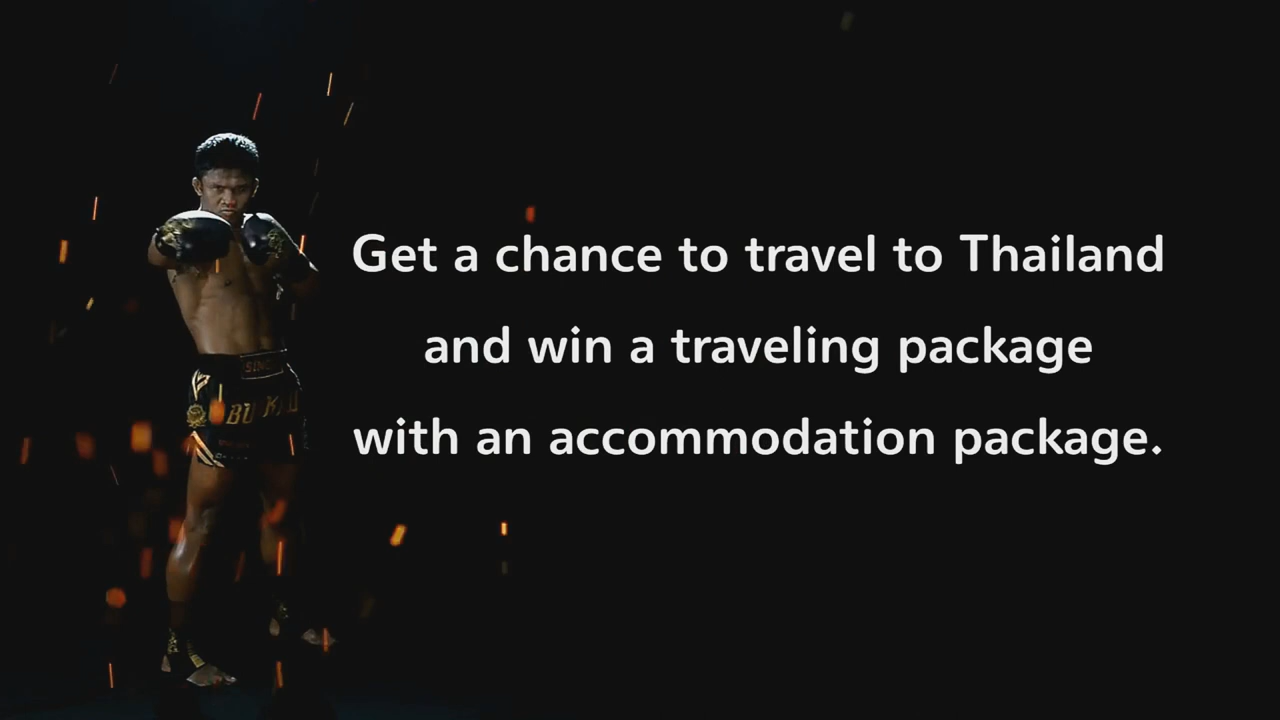 Get a chance to travel to Thailand
and win a traveling package
with an accommodation package.